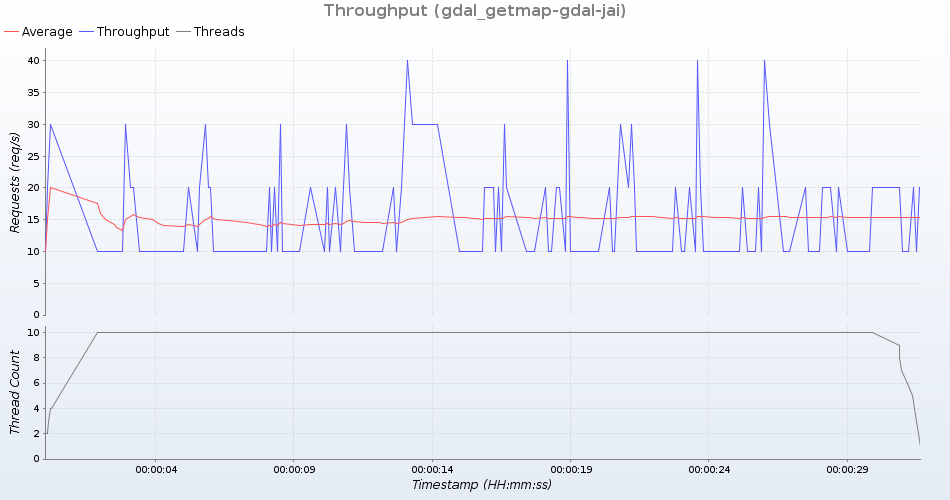 Throughput (gdal_getmap-gdal-jai)
Average Throughput Threads
40
35
30
25
20
15
10
5
0
Requests (req/s)
10
8
6
4
2
0
Thread Count
00:00:04 00:00:09 00:00:14 00:00:19 00:00:24 00:00:29
Timestamp (HH:mm:ss)